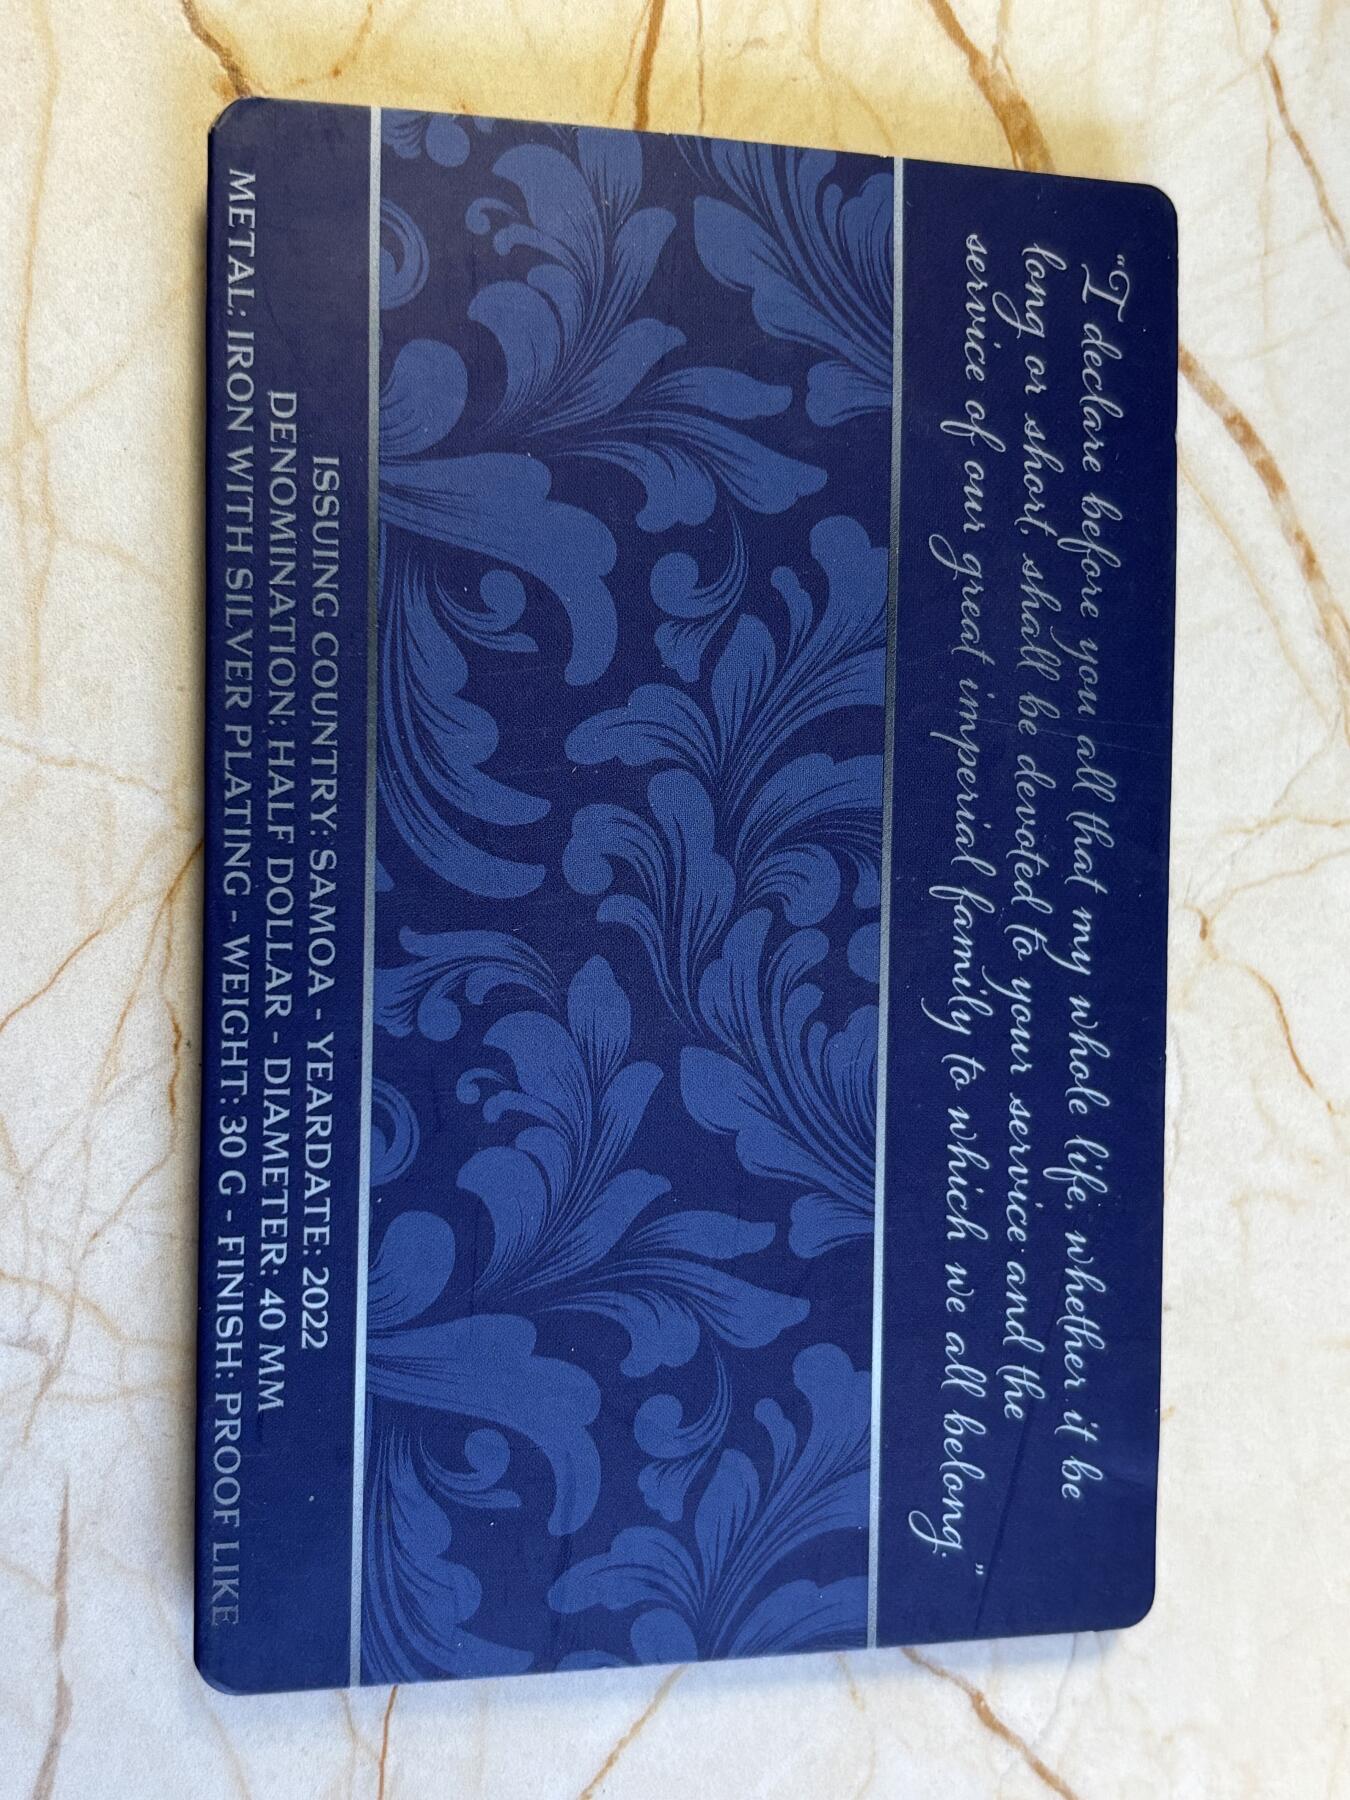 "I declare before you all that my whole life, whether it be
long or short, shall be devoted to your service and the
service of our great imperial family to which we all belong."
ISSUING COUNTRY: SAMOA - YEARDATE: 2022
DENOMINATION: HALF DOLLAR - DIAMETER: 40 MM
METAL: IRON WITH SILVER PLATING - WEIGHT: 30 G - FINISH: PROOF LIKE